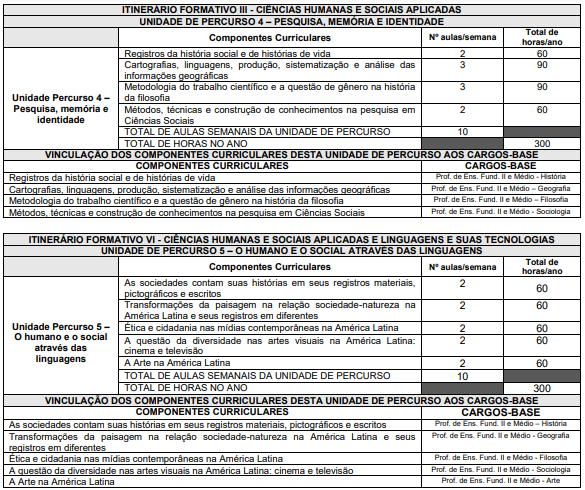 ITINERÁRIO FORMATIVO III - CIÊNCIAS HUMANAS E SOCIAIS APLICADAS
UNIDADE DE PERCURSO 4 – PESQUISA, MEMÓRIA E IDENTIDADE
Unidade Percurso 4 –
Pesquisa, memória e
identidade
Componentes Curriculares Nº aulas/semana Total de
horas/ano
Registros da história social e de histórias de vida 2 60
Cartografias, linguagens, produção, sistematização e análise das
informações geográficas 3 90
Metodologia do trabalho científico e a questão de gênero na história
da filosofia 3 90
Métodos, técnicas e construção de conhecimentos na pesquisa em
Ciências Sociais 2 60
TOTAL DE AULAS SEMANAIS DA UNIDADE DE PERCURSO 10
TOTAL DE HORAS NO ANO 300
VINCULAÇÃO DOS COMPONENTES CURRICULARES DESTA UNIDADE DE PERCURSO AOS CARGOS-BASE
COMPONENTES CURRICULARES CARGOS-BASE
Registros da história social e de histórias de vida Prof. de Ens. Fund. II e Médio - História
Cartografias, linguagens, produção, sistematização e análise das informações geográficas Prof. de Ens. Fund. II e Médio – Geografia
Metodologia do trabalho científico e a questão de gênero na história da filosofia Prof. de Ens. Fund. II e Médio – Filosofia
Métodos, técnicas e construção de conhecimentos na pesquisa em Ciências Sociais Prof. de Ens. Fund. II e Médio - Sociologia
ITINERÁRIO FORMATIVO VI - CIÊNCIAS HUMANAS E SOCIAIS APLICADAS E LINGUAGENS E SUAS TECNOLOGIAS
UNIDADE DE PERCURSO 5 – O HUMANO E O SOCIAL ATRAVÉS DAS LINGUAGENS
Unidade Percurso 5 –
O humano e o social
através das
linguagens
Componentes Curriculares Nº aulas/semana Total de
horas/ano
As sociedades contam suas histórias em seus registros materiais,
pictográficos e escritos 2 60
Transformações da paisagem na relação sociedade-natureza na
América Latina e seus registros em diferentes 2 60
Ética e cidadania nas mídias contemporâneas na América Latina 2 60
A questão da diversidade nas artes visuais na América Latina:
cinema e televisão 2 60
A Arte na América Latina 2 60
TOTAL DE AULAS SEMANAIS DA UNIDADE DE PERCURSO 10
TOTAL DE HORAS NO ANO 300
VINCULAÇÃO DOS COMPONENTES CURRICULARES DESTA UNIDADE DE PERCURSO AOS CARGOS-BASE
COMPONENTES CURRICULARES CARGOS-BASE
As sociedades contam suas histórias em seus registros materiais, pictográficos e escritos Prof. de Ens. Fund. II e Médio – História
Transformações da paisagem na relação sociedade-natureza na América Latina e seus Prof. de Ens. Fund. II e Médio - Geografia
registros em diferentes
Ética e cidadania nas mídias contemporâneas na América Latina Prof. de Ens. Fund. II e Médio - Filosofia
A questão da diversidade nas artes visuais na América Latina: cinema e televisão Prof. de Ens. Fund. II e Médio - Sociologia
A Arte na América Latina Prof. de Ens. Fund. II e Médio - Arte